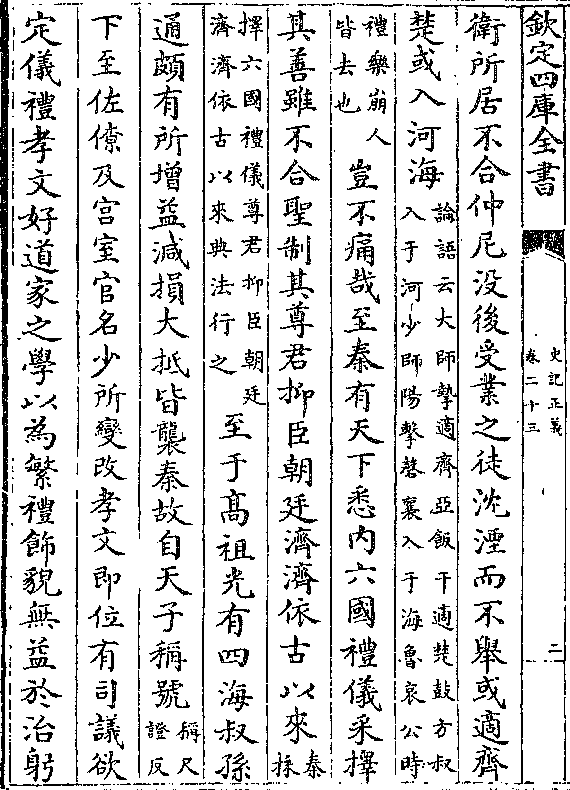 欽定四庫全書
史記正義
卷二十三
二
衛所居不合仲尼没後受業之徒沈湮而不舉或適齊
楚或入河海論語云大師摯適齊亞飯干適楚鼓方叔
入于河少師陽擊磬襄入于海魯哀公時
禮樂崩人
皆去也豈不痛哉至秦有天下悉内六國禮儀采擇
其善雖不合聖制其尊君抑臣朝廷濟濟依古以來秦
採
擇六國禮儀尊君抑臣朝廷
濟濟依古以來典法行之至于髙祖光有四海叔孫
通頗有所增益减損大抵皆襲秦故自天子稱號稱尺
證反
下至佐僚及宫室官名少所變改孝文即位有司議欲
定儀禮孝文好道家之學以為繁禮飾貌無益於治躬